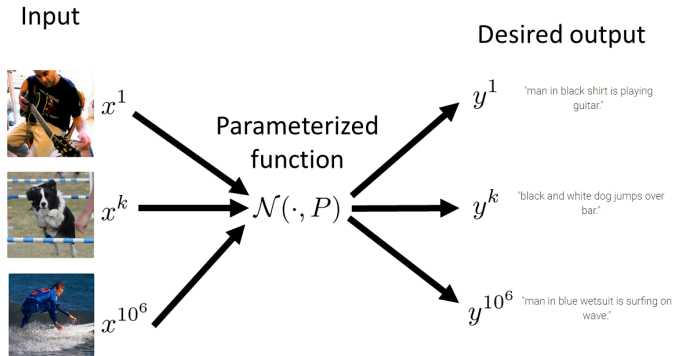 Input
Desired output
x^1
y^1
"man in black shirt is playing
guitar."
Parameterized
function
x^k
𝒩(·, P)
y^k
"black and white dog jumps over
bar."
x^{10^6}
y^{10^6}
"man in blue wetsuit is surfing on
wave."